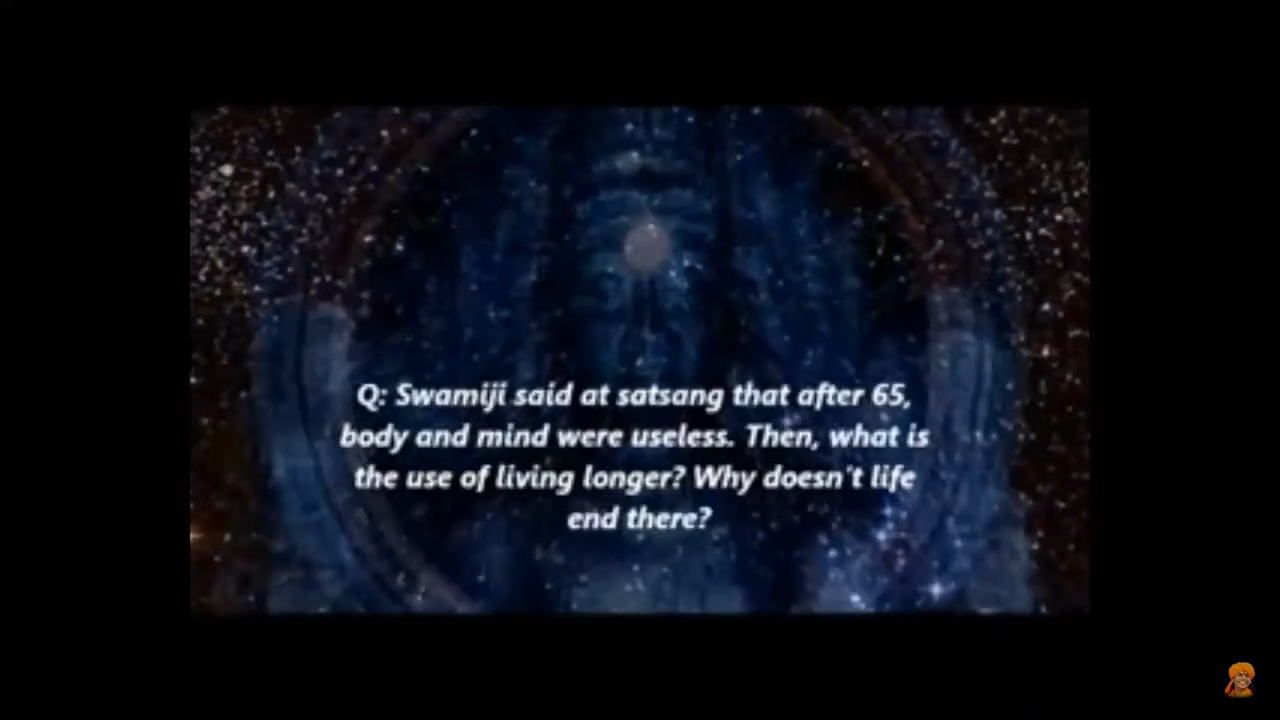 Q: Swamiji said at satsang that after 65,
body and mind were useless. Then, what is
the use of living longer? Why doesn't life
end there?